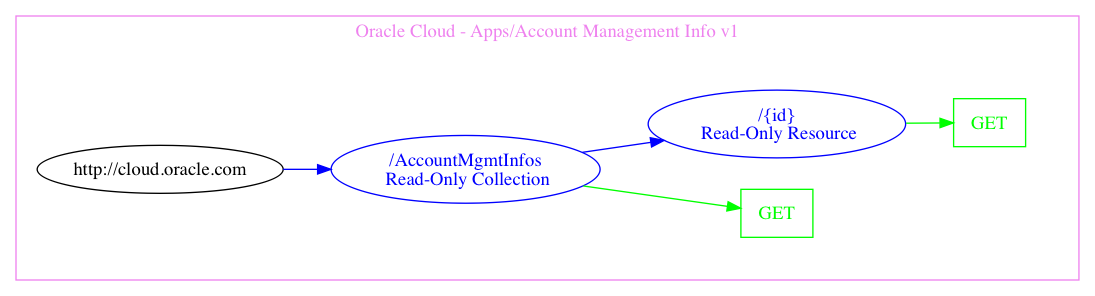 Oracle Cloud - Apps/Account Management Info v1
http://cloud.oracle.com
/AccountMgmtInfos
Read-Only Collection
/{id}
Read-Only Resource
GET
GET